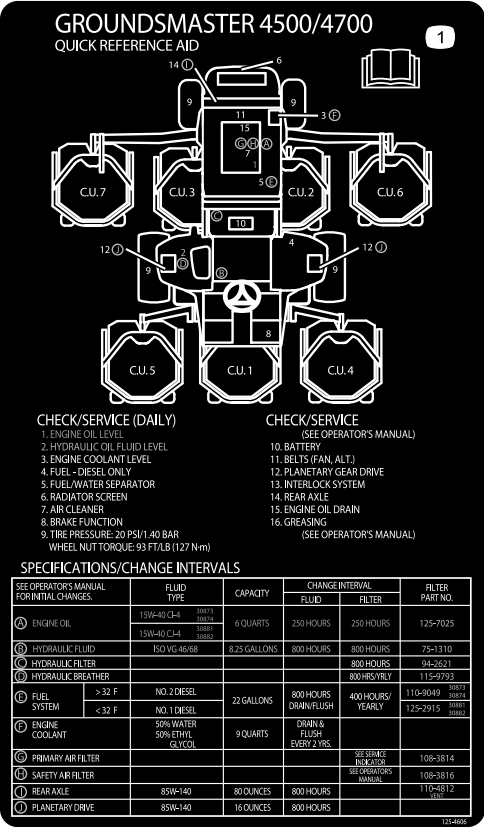 GROUNDSMASTER 4500/4700
QUICK REFERENCE AID
1
6
14 I
9
9
3 F
11
15
G H A
7
1
5 E
C.U. 7
C.U. 3
C.U. 2
C.U. 6
C
10
12 J
2
D
9
B
4
12 J
9
8
C.U. 5
C.U. 1
C.U. 4
CHECK/SERVICE (DAILY)
1. ENGINE OIL LEVEL
2. HYDRAULIC OIL FLUID LEVEL
3. ENGINE COOLANT LEVEL
4. FUEL - DIESEL ONLY
5. FUEL/WATER SEPARATOR
6. RADIATOR SCREEN
7. AIR CLEANER
8. BRAKE FUNCTION
9. TIRE PRESSURE: 20 PSI/1.40 BAR
WHEEL NUT TORQUE: 93 FT/LB (127 N·m)
CHECK/SERVICE
(SEE OPERATOR'S MANUAL)
10. BATTERY
11. BELTS (FAN, ALT.)
12. PLANETARY GEAR DRIVE
13. INTERLOCK SYSTEM
14. REAR AXLE
15. ENGINE OIL DRAIN
16. GREASING
(SEE OPERATOR'S MANUAL)
SPECIFICATIONS/CHANGE INTERVALS
SEE OPERATOR'S MANUAL FOR INITIAL CHANGES. FLUID TYPE CAPACITY CHANGE INTERVAL FLUID FILTER FILTER PART NO.
A ENGINE OIL 15W-40 CI-4 30873 30874 6 QUARTS 250 HOURS 250 HOURS 125-7025
15W-40 CJ-4 30881 30882
B HYDRAULIC FLUID ISO VG 46/68 8.25 GALLONS 800 HOURS 800 HOURS 75-1310
C HYDRAULIC FILTER 800 HOURS 94-2621
D HYDRAULIC BREATHER 800 HRS/YRLY 115-9793
E FUEL SYSTEM > 32 F NO. 2 DIESEL 22 GALLONS 800 HOURS DRAIN/FLUSH 400 HOURS/ YEARLY 110-9049 30873 30874
< 32 F NO. 1 DIESEL 125-2915 30881 30882
F ENGINE COOLANT 50% WATER 50% ETHYL GLYCOL 9 QUARTS DRAIN & FLUSH EVERY 2 YRS.
G PRIMARY AIR FILTER SEE SERVICE INDICATOR 108-3814
H SAFETY AIR FILTER SEE OPERATOR'S MANUAL 108-3816
I REAR AXLE 85W-140 80 OUNCES 800 HOURS 110-4812 VENT
J PLANETARY DRIVE 85W-140 16 OUNCES 800 HOURS
125-4606